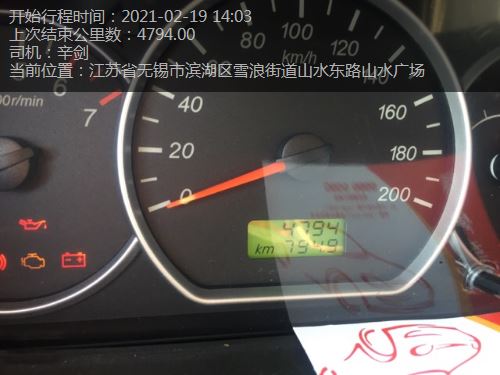 开始行程时间：2021-02-19 14:03
上次结束公里数：4794.00
司机：辛剑
当前位置：江苏省无锡市滨湖区雪浪街道山水东路山水广场
80
100
120
km/h
140
r/min
6
7
60
40
160
20
180
0
200
4794
km 794.9